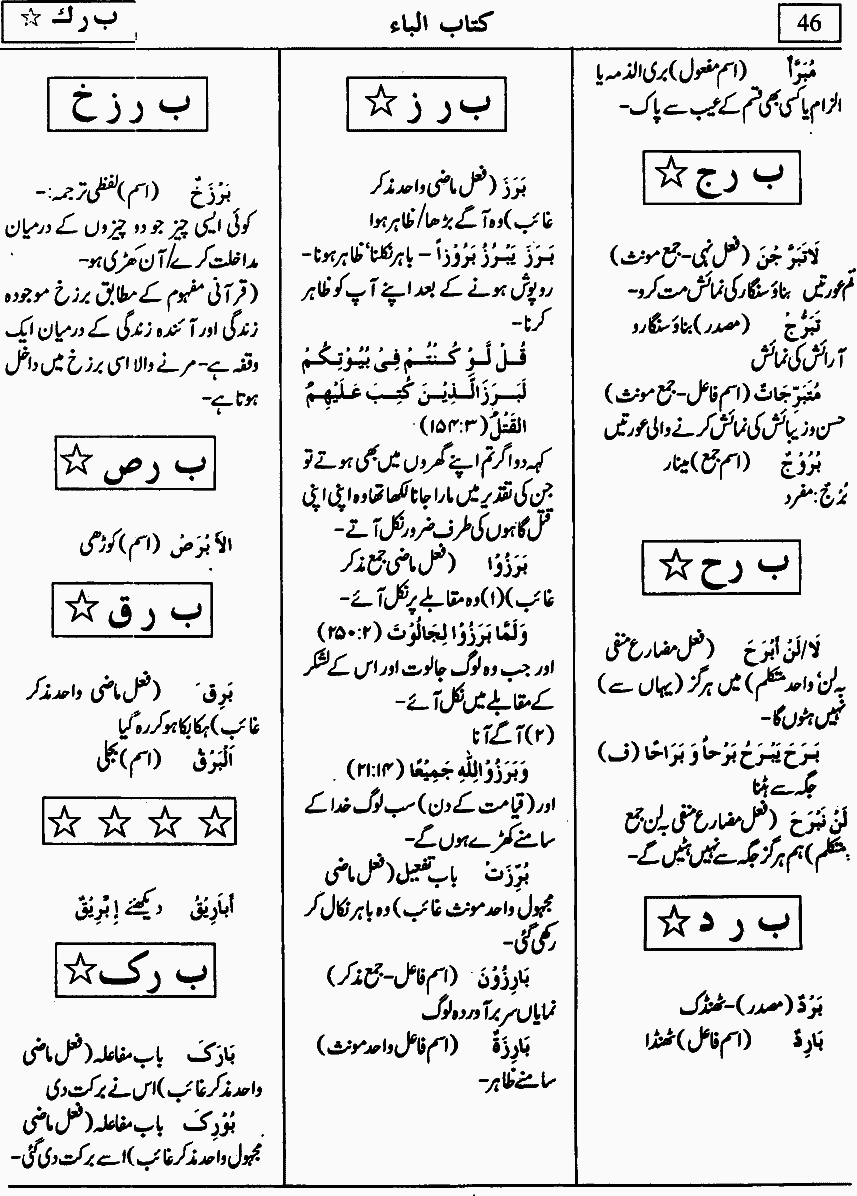 46
کتاب الباء
ب رک ☆
مُبَرَّأٌ (اسم مفعول) بری الذمہ یا
الزام یا کسی بھی قسم کے عیب سے پاک-
ب رج ☆
لَاتَبَرَّجْنَ (فعل نہی-جمع مونث)
تم عورتیں بناؤ سنگار کی نمائش مت کرو-
تَبَرُّجْ (مصدر) بناؤ سنگار و
آرائش کی نمائش
مُتَبَرِّجَاتٌ (اسم فاعل-جمع مونث)
حسن و زیبائش کی نمائش کرنے والی عورتیں
بُرُوْجٌ (اسم جمع) مینار
بُرْجٌ: مفرد
ب رح ☆
لَا/لَنْ أَبْرَحَ (فعل مضارع منفی
بہ لن، واحد متکلم) میں ہرگز (یہاں سے)
نہیں ہٹوں گا-
بَرَحَ یَبْرَحُ بَرْحاً وَ بَرَاحًا (ف)
جگہ سے ہٹنا
لَنْ نَبْرَحَ (فعل مضارع منفی بہ لن جمع
متکلم) ہم ہرگز جگہ سے نہیں ہٹیں گے-
ب ر د ☆
بَرْدٌ (مصدر)-ٹھنڈک
بَارِدٌ (اسم فاعل) ٹھنڈا
ب ر ز ☆
بَرَزَ (فعل ماضی واحد مذکر
غائب) وہ آگے بڑھا/ظاہر ہوا
بَرَزَ یَبْرُزُ بَرُوْزاً - باہر نکلنا، ظاہر ہونا-
روپوش ہونے کے بعد اپنے آپ کو ظاہر
کرنا-
قُلْ لَّوْ کُنْتُمْ فِیْ بُیُوْتِکُمْ
لَبَرَزَ الَّذِیْنَ کُتِبَ عَلَیْهِمُ
القَتْلُ (۱۵۴:۳)
کہہ دو اگر تم اپنے گھروں میں بھی ہوتے تو
جن کی تقدیر میں مارا جانا لکھا تھا وہ اپنی اپنی
قتل گاہوں کی طرف ضرور نکل آتے-
بَرَزُوْا (فعل ماضی جمع مذکر
غائب) (۱) وہ مقابلے پر نکل آئے-
وَلَمَّا بَرَزُوْا لِجَالُوْتَ (۲۵۰:۲)
اور جب وہ لوگ جالوت اور اس کے لشکر
کے مقابلے میں نکل آئے-
(۲) آگے آنا
وَبَرَزُوْالِلّٰہِ جَمِیْعًا (۲۱:۱۴)
اور (قیامت کے دن) سب لوگ خدا کے
سامنے کھڑے ہوں گے-
بُرِّزَتْ باب تفعیل (فعل ماضی
مجہول واحد مونث غائب) وہ باہر نکال کر
رکھی گئی-
بَارِزُوْنَ (اسم فاعل-جمع مذکر)
نمایاں سربرآوردہ لوگ
بَارِزَةٌ (اسم فاعل واحد مونث)
سامنے ظاہر-
ب ر ز خ
بَرْزَخٌ (اسم) لفظی ترجمہ:-
کوئی ایسی چیز جو دو چیزوں کے درمیان
مداخلت کرے/آن کھڑی ہو-
(قرآنی مفہوم کے مطابق برزخ موجودہ
زندگی اور آئندہ زندگی کے درمیان ایک
وقفہ ہے- مرنے والا اسی برزخ میں داخل
ہوتا ہے-
ب رص ☆
الاَبْرَصُ (اسم) کوڑھی
ب ر ق ☆
بَرِقَ (فعل ماضی واحد مذکر
غائب) ہکا بکا ہو کر رہ گیا
اَلْبَرْقُ (اسم) بجلی
☆ ☆ ☆ ☆
أَبَارِیْقُ دیکھئے اِبْرِیْقٌ
ب رک ☆
بَارَکَ باب مفاعلہ (فعل ماضی
واحد مذکر غائب) اس نے برکت دی
بُوْرِکَ باب مفاعلہ (فعل ماضی
مجہول واحد مذکر غائب) اسے برکت دی گئی-